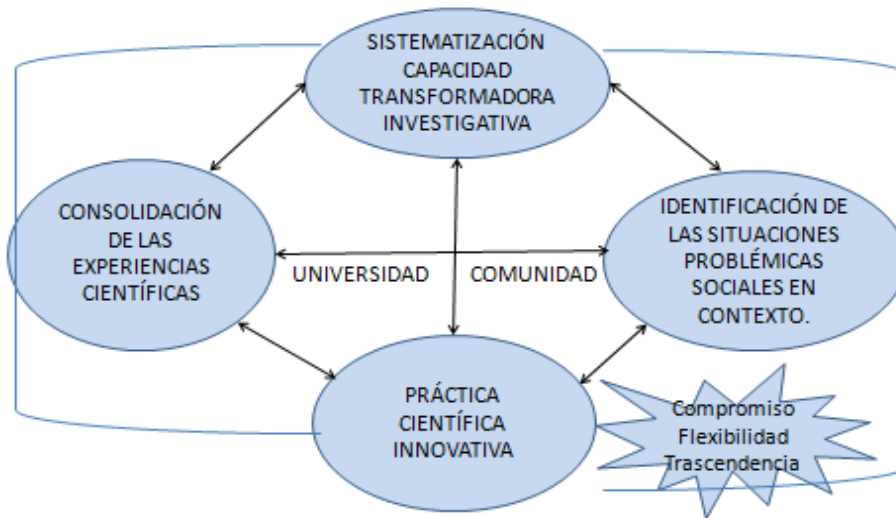 SISTEMATIZACIÓN
CAPACIDAD
TRANSFORMADORA
INVESTIGATIVA
CONSOLIDACIÓN
DE LAS
EXPERIENCIAS
CIENTÍFICAS
IDENTIFICACIÓN DE
LAS SITUACIONES
PROBLÉMICAS
SOCIALES EN
CONTEXTO.
UNIVERSIDAD
COMUNIDAD
PRÁCTICA
CIENTÍFICA
INNOVATIVA
Compromiso
Flexibilidad
Trascendencia